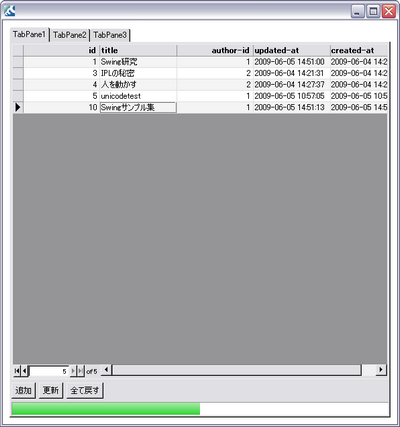 TabPane1 TabPane2 TabPane3
id title author-id updated-at created-at
1 Swing研究 1 2009-06-05 14:51:00 2009-06-04 14:2
3 IPLの秘密 2 2009-06-04 14:21:31 2009-06-04 14:2
4 人を動かす 2 2009-06-04 14:27:37 2009-06-04 14:2
5 unicodetest 1 2009-06-05 10:57:05 2009-06-05 10:5
10 Swingサンプル集 1 2009-06-05 14:51:13 2009-06-05 14:5
5 of 5
追加 更新 全て戻す